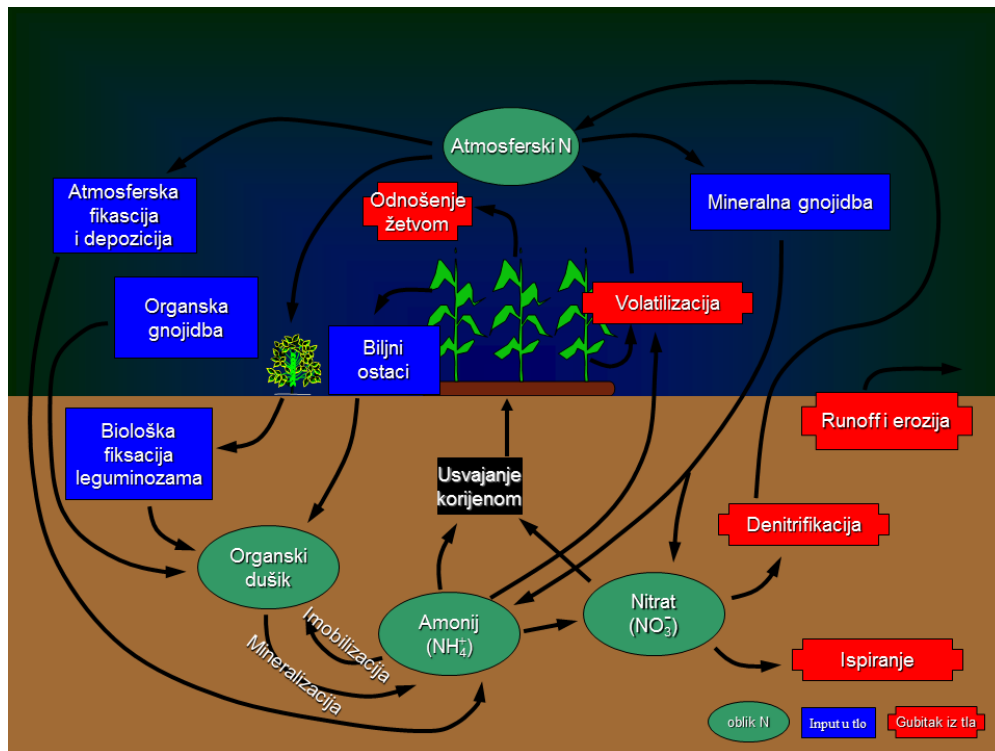 Atmosferski N
Atmosferska
fikascija
i depozicija
Odnošenje
žetvom
Mineralna gnojidba
Organska
gnojidba
Biljni
ostaci
Volatilizacija
Runoff i erozija
Biološka
fiksacija
leguminozama
Usvajanje
korijenom
Denitrifikacija
Organski
dušik
Imobilizacija
Mineralizacija
Amonij
(NH₄⁺)
Nitrat
(NO₃⁻)
Ispiranje
oblik N
Input u tlo
Gubitak iz tla